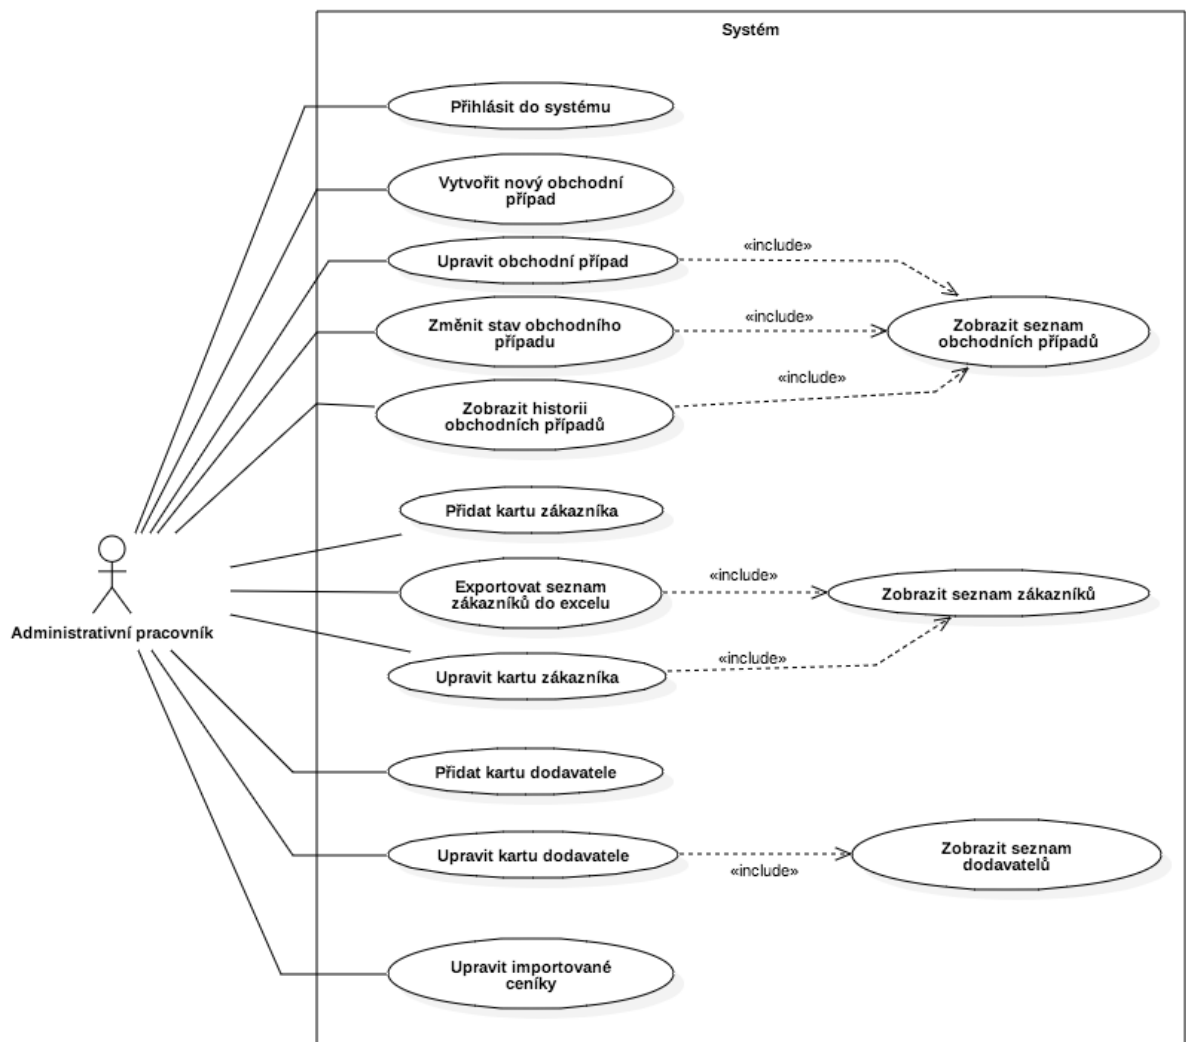 Systém
Přihlásit do systému
Vytvořit nový obchodní
případ
Upravit obchodní případ
«include»
Změnit stav obchodního
případu
«include»
Zobrazit seznam
obchodních případů
Zobrazit historii
obchodních případů
«include»
Přidat kartu zákazníka
Exportovat seznam
zákazníků do excelu
«include»
Zobrazit seznam zákazníků
Administrativní pracovník
Upravit kartu zákazníka
«include»
Přidat kartu dodavatele
Upravit kartu dodavatele
«include»
Zobrazit seznam
dodavatelů
Upravit importované
ceníky